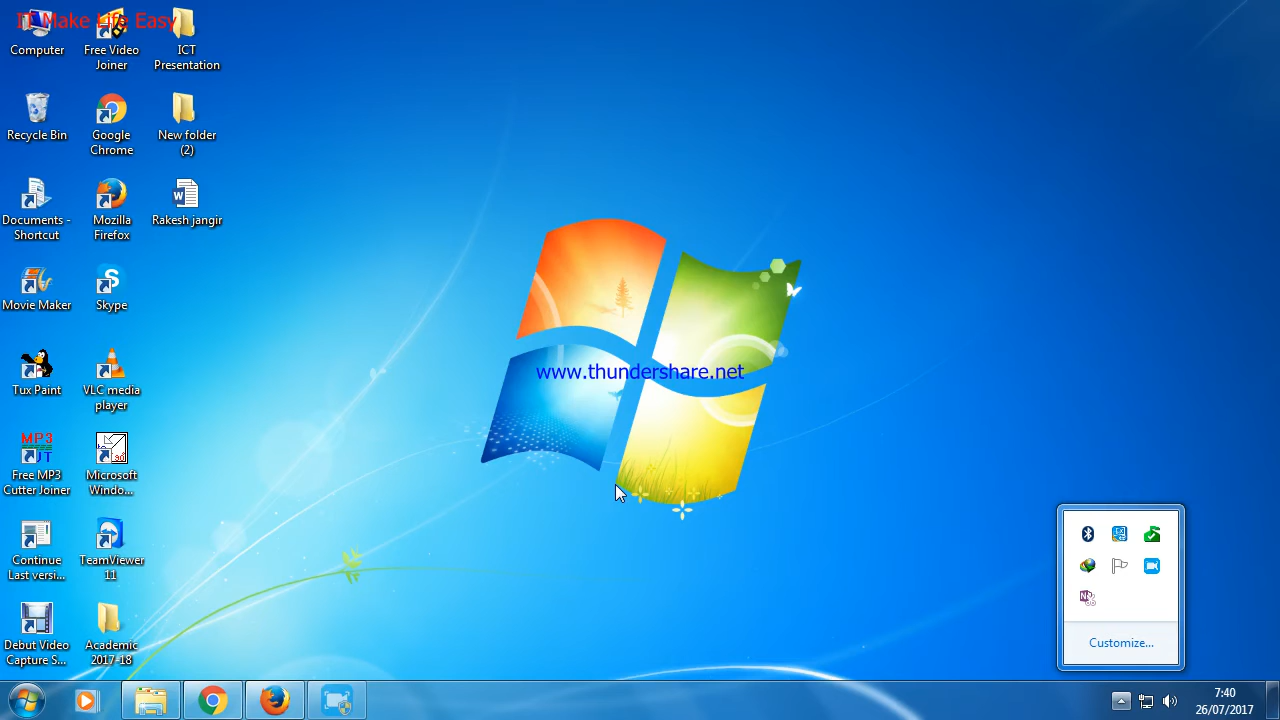 IT Make Life Easy
Computer
Free Video
Joiner
ICT
Presentation
Recycle Bin
Google
Chrome
New folder
(2)
Documents -
Shortcut
Mozilla
Firefox
Rakesh jangir
Movie Maker
Skype
Tux Paint
VLC media
player
www.thundershare.net
MP3
Free MP3
Cutter Joiner
Microsoft
Windo...
Continue
Last versi...
TeamViewer
11
Debut Video
Capture S...
Academic
2017-18
Customize...
7:40
26/07/2017